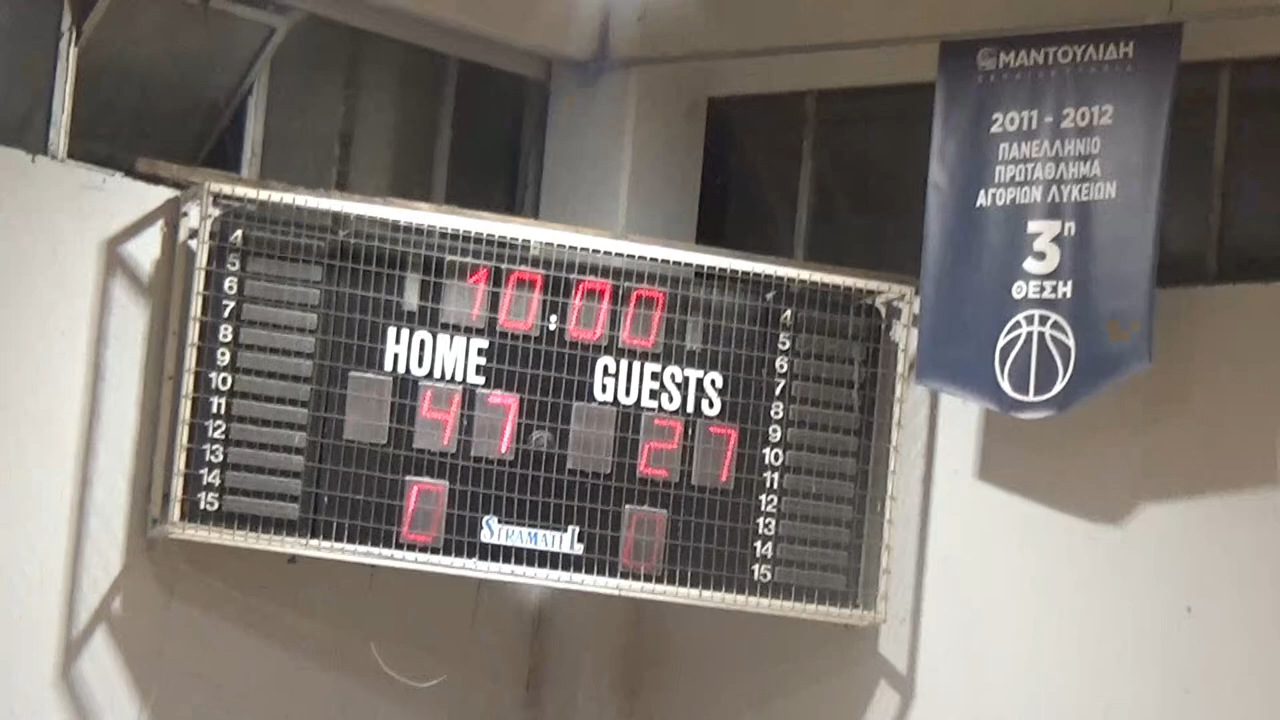 4
5
6
7
8
9
10
11
12
13
14
15
10:00
HOME
GUESTS
47
27
0
0
STRAMATEL
4
5
6
7
8
9
10
11
12
13
14
15
ΜΑΝΤΟΥΛΙΔΗ
2011 - 2012
ΠΑΝΕΛΛΗΝΙΟ
ΠΡΩΤΑΘΛΗΜΑ
ΑΓΟΡΙΩΝ ΛΥΚΕΙΩΝ
3η
ΘΕΣΗ